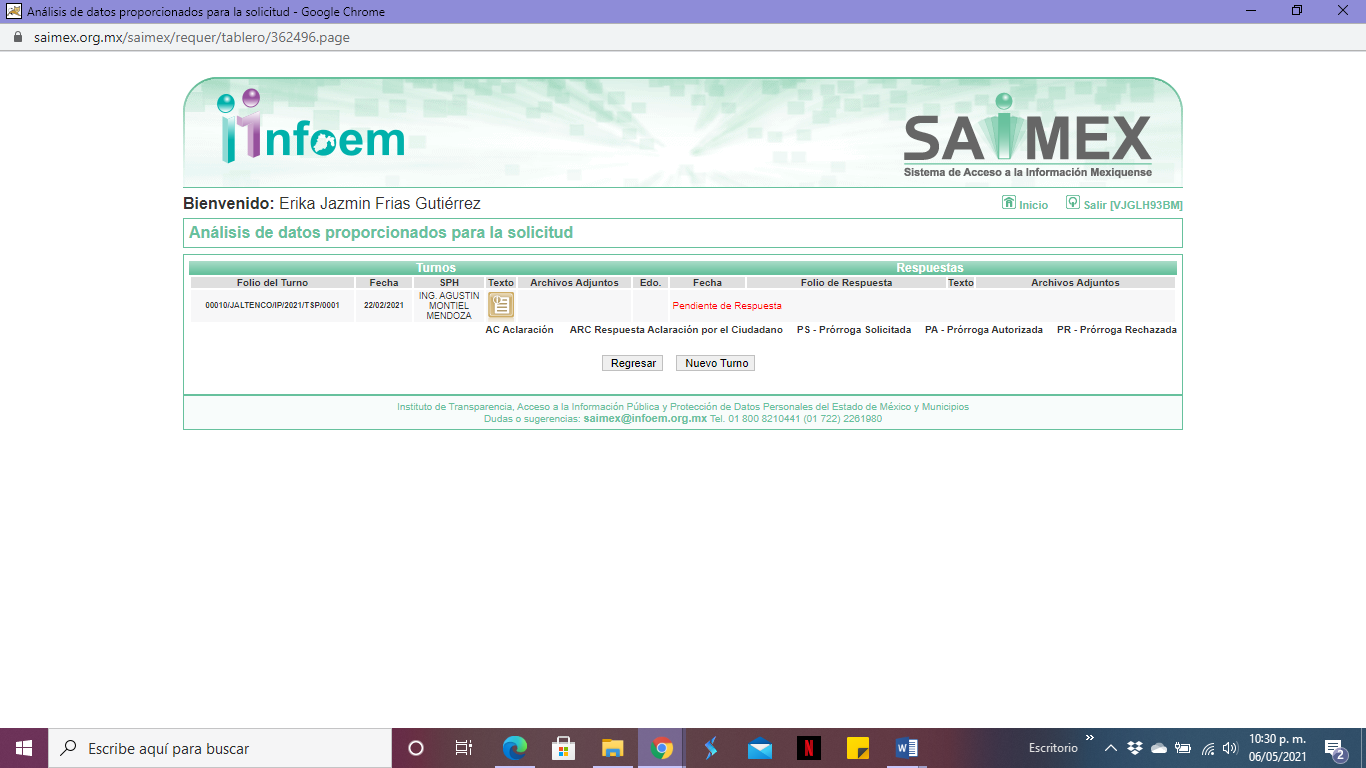 Análisis de datos proporcionados para la solicitud - Google Chrome
saimex.org.mx/saimex/requer/tablero/362496.page
infoem
SAIMEX
Sistema de Acceso a la Información Mexiquense
Bienvenido: Erika Jazmin Frias Gutiérrez
Inicio Salir [VJGLH93BM]
Análisis de datos proporcionados para la solicitud
Turnos Respuestas
Folio del Turno Fecha SPH Texto Archivos Adjuntos Edo. Fecha Folio de Respuesta Texto Archivos Adjuntos
00010/JALTENCO/IP/2021/TSP/0001 22/02/2021 ING. AGUSTIN MONTIEL MENDOZA Pendiente de Respuesta
AC Aclaración ARC Respuesta Aclaración por el Ciudadano PS - Prórroga Solicitada PA - Prórroga Autorizada PR - Prórroga Rechazada
Regresar Nuevo Turno
Instituto de Transparencia, Acceso a la Información Pública y Protección de Datos Personales del Estado de México y Municipios
Dudas o sugerencias: saimex@infoem.org.mx Tel. 01 800 8210441 (01 722) 2261980
Escribe aquí para buscar
Escritorio
10:30 p. m.
06/05/2021
2